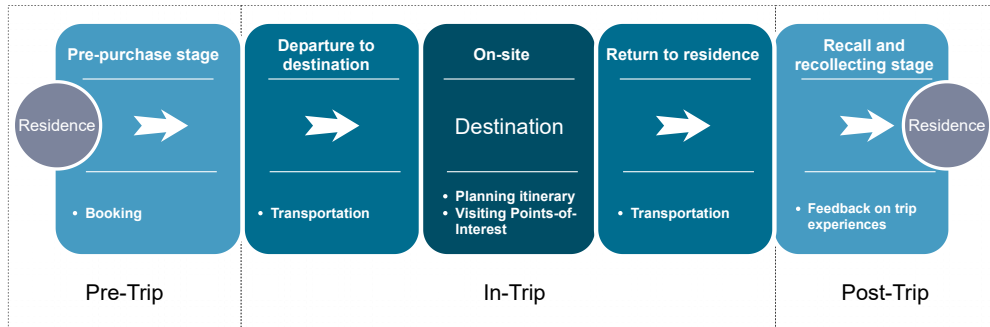 Pre-purchase stage
Residence
• Booking
Departure to
destination
• Transportation
On-site
Destination
• Planning itinerary
• Visiting Points-of-
Interest
Return to residence
• Transportation
Recall and
recollecting stage
Residence
• Feedback on trip
experiences
Pre-Trip
In-Trip
Post-Trip